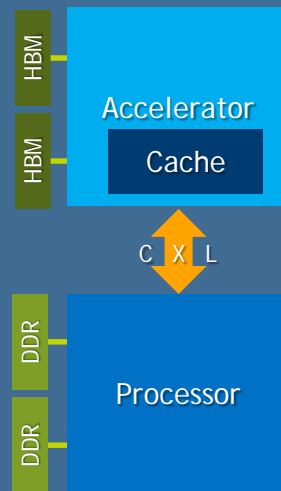 HBM
HBM
Accelerator
Cache
C X L
DDR
DDR
Processor